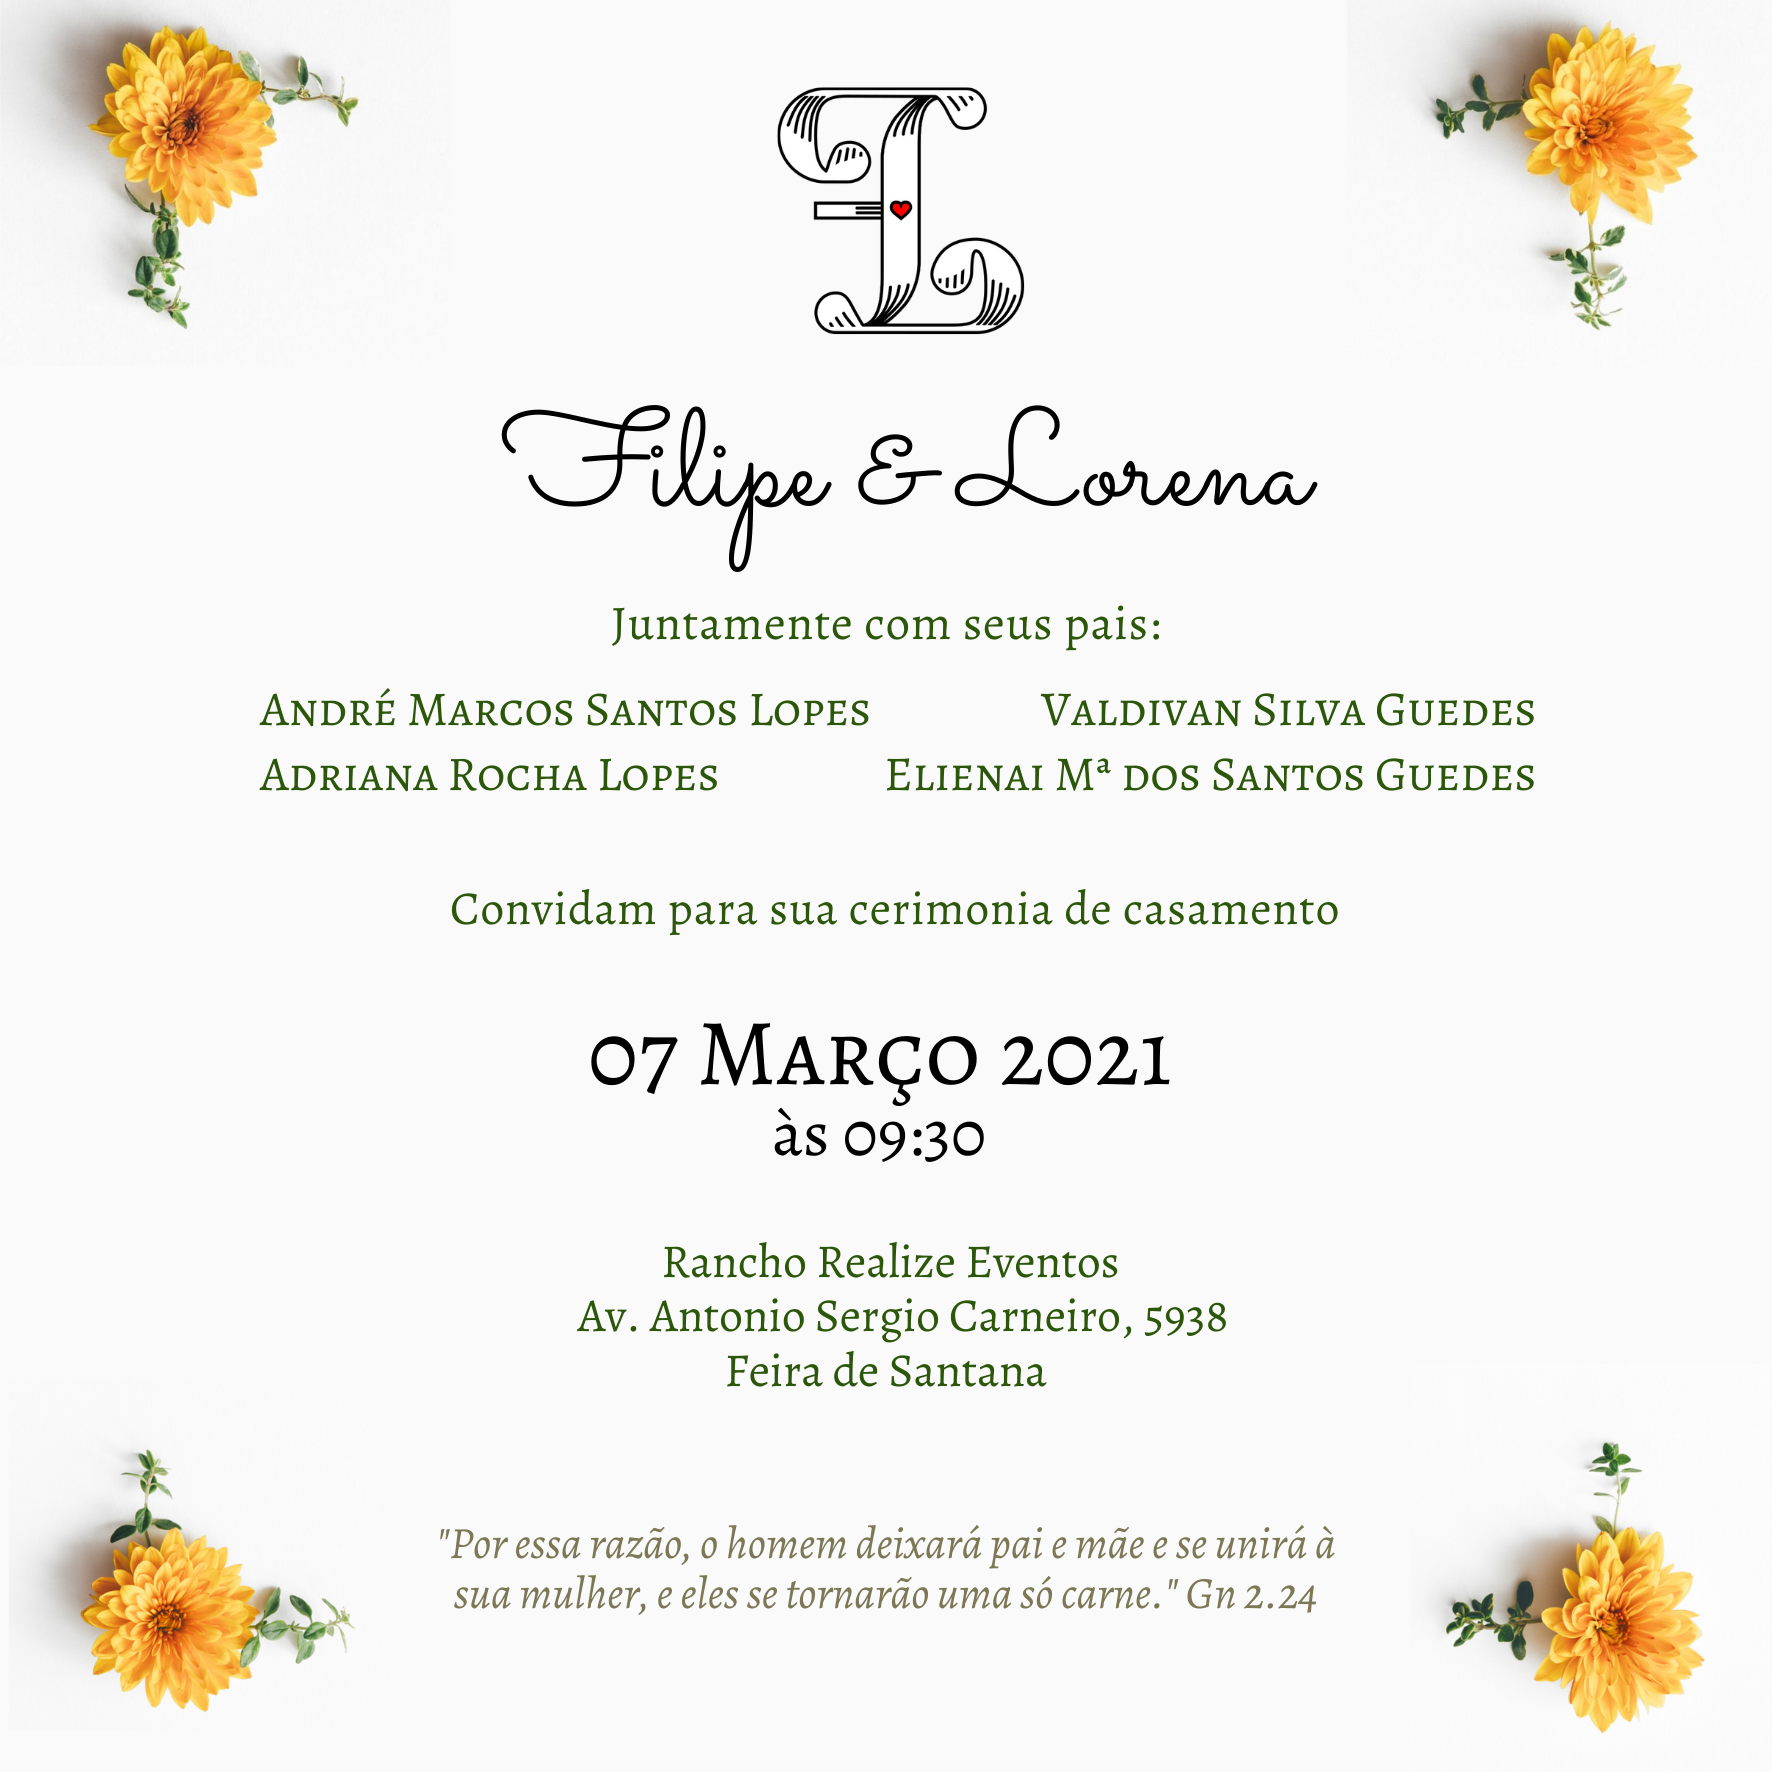 Filipe & Lorena
Juntamente com seus pais:
André Marcos Santos Lopes
Adriana Rocha Lopes
Valdivan Silva Guedes
Elienai Mª dos Santos Guedes
Convidam para sua cerimonia de casamento
07 Março 2021
às 09:30
Rancho Realize Eventos
Av. Antonio Sergio Carneiro, 5938
Feira de Santana
"Por essa razão, o homem deixará pai e mãe e se unirá à
sua mulher, e eles se tornarão uma só carne." Gn 2.24